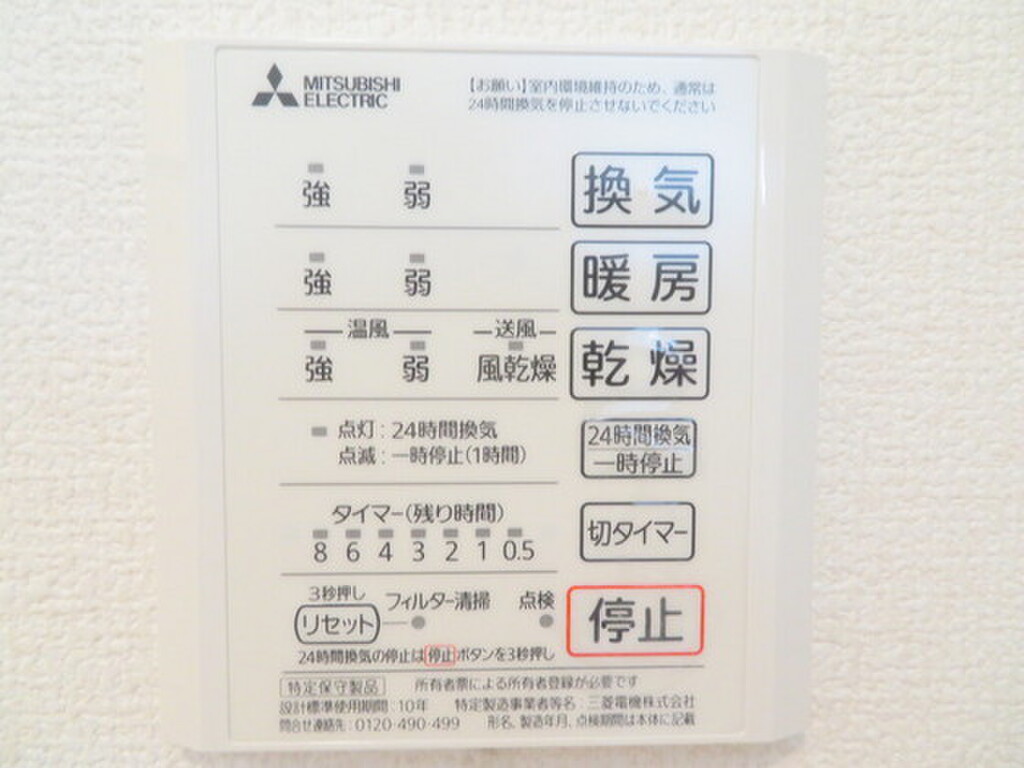 MITSUBISHI ELECTRIC
【お願い】室内環境維持のため、通常は
24時間換気を停止させないでください
強 弱 換気
強 弱 暖房
温風 送風
強 弱 風乾燥 乾燥
点灯：24時間換気
点滅：一時停止(1時間)
24時間換気
一時停止
タイマー(残り時間)
8 6 4 3 2 1 0.5
切タイマー
3秒押し
リセット フィルター清掃 点検
停止
24時間換気の停止は停止ボタンを3秒押し
特定保守製品 所有者票による所有者登録が必要です
設計標準使用期間：10年 特定製造事業者等名：三菱電機株式会社
問合せ連絡先：0120-490-499 形名、製造年月、点検期間は本体に記載